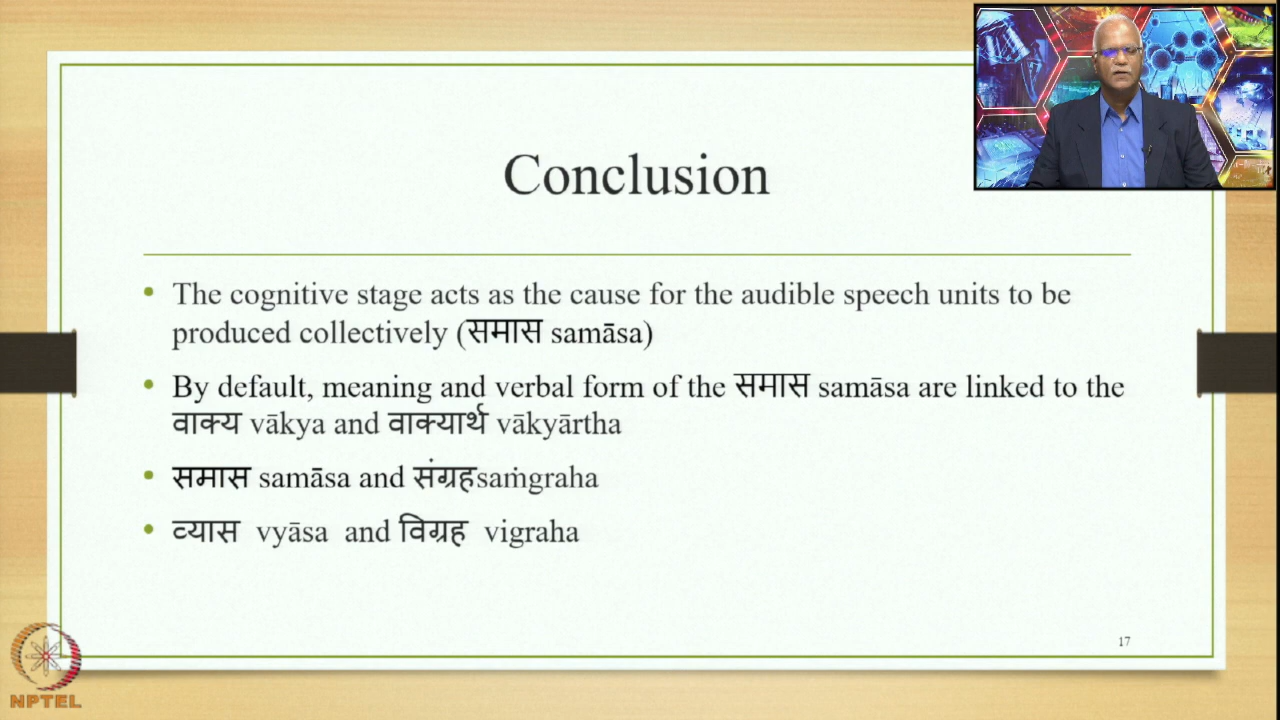 Conclusion
• The cognitive stage acts as the cause for the audible speech units to be
produced collectively (समास samāsa)
• By default, meaning and verbal form of the समास samāsa are linked to the
वाक्य vākya and वाक्यार्थ vākyārtha
• समास samāsa and संग्रहsaṁgraha
• व्यास vyāsa and विग्रह vigraha
17
NPTEL